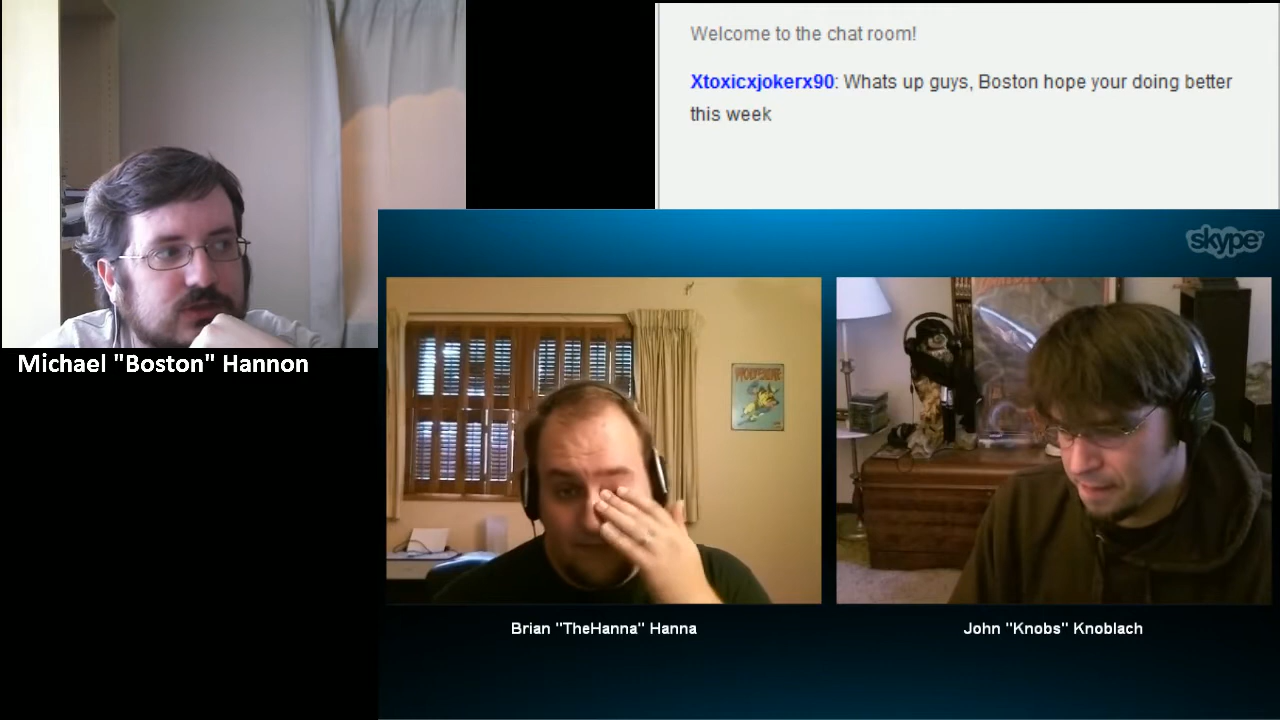 Welcome to the chat room!
Xtoxicxjokerx90: Whats up guys, Boston hope your doing better
this week
skype
Michael "Boston" Hannon
WOLVERINE
Brian "TheHanna" Hanna
John "Knobs" Knoblach